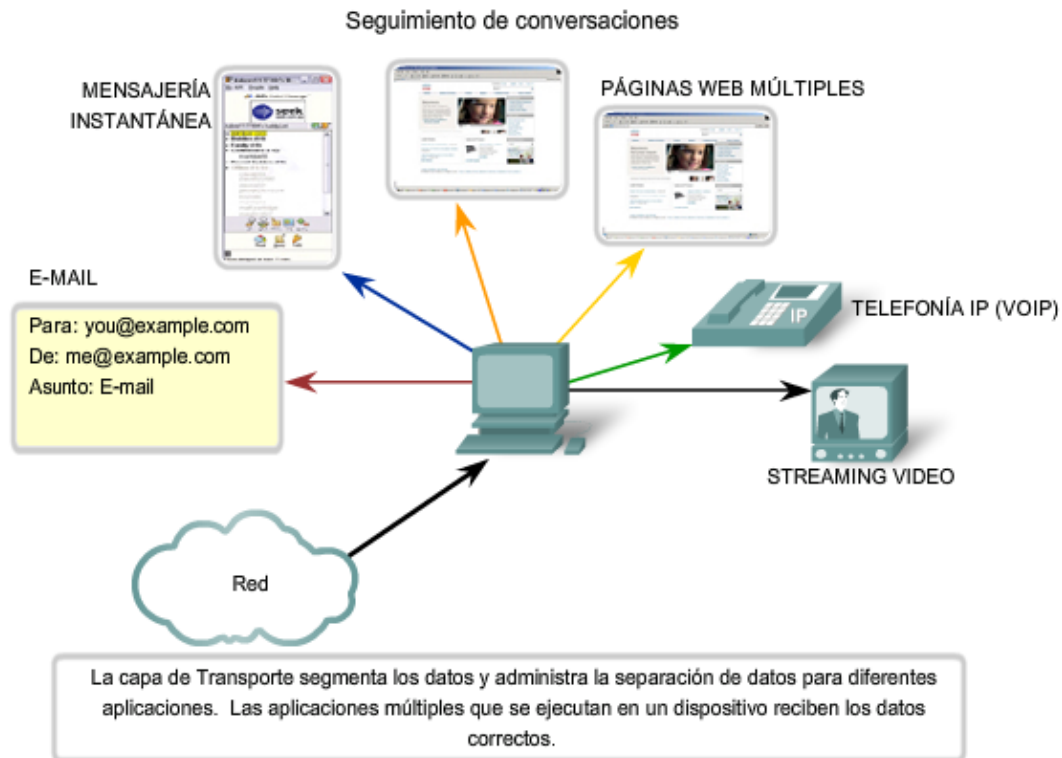 Seguimiento de conversaciones
MENSAJERÍA
INSTANTÁNEA
seek
PÁGINAS WEB MÚLTIPLES
E-MAIL
Para: you@example.com
De: me@example.com
Asunto: E-mail
IP
TELEFONÍA IP (VOIP)
STREAMING VIDEO
Red
La capa de Transporte segmenta los datos y administra la separación de datos para diferentes
aplicaciones. Las aplicaciones múltiples que se ejecutan en un dispositivo reciben los datos
correctos.